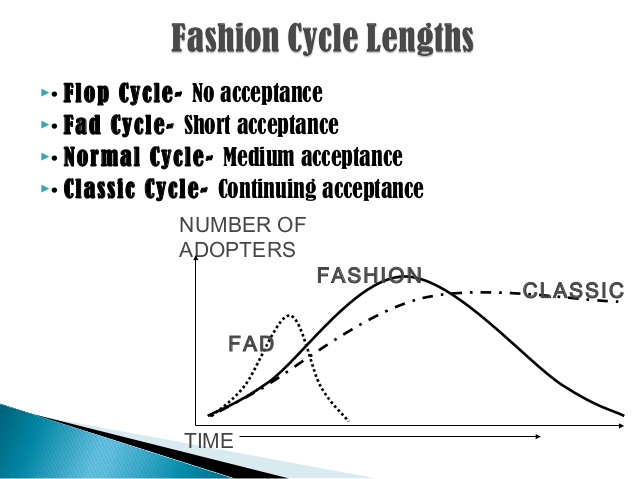 Fashion Cycle Lengths
• Flop Cycle- No acceptance
• Fad Cycle- Short acceptance
• Normal Cycle- Medium acceptance
• Classic Cycle- Continuing acceptance
NUMBER OF
ADOPTERS
FASHION
CLASSIC
FAD
TIME